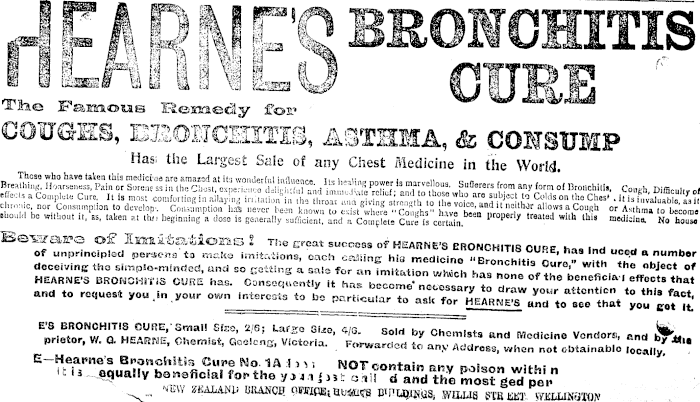 HEARNE'S BRONCHITIS
CURE
The Famous Remedy for
COUGHS, BRONCHITIS, ASTHMA, & CONSUMP
Has the Largest Sale of any Chest Medicine in the World.
Those who have taken this medicine are amazed at its wonderful influence. Its healing power is marvellous. Sufferers from any form of Bronchitis, Cough, Difficulty of
Breathing, Hoarseness, Pain or Soreness in the Chest, experience delightful and immediate relief; and to those who are subject to Colds on the Chest it is invaluable, as it
effects a Complete Cure. It is most comforting in allaying irritation in the throat and giving strength to the voice, and it neither allows a Cough or Asthma to become
chronic, nor Consumption to develop. Consumption has never been known to exist where "Coughs" have been properly treated with this medicine. No house
should be without it, as, taken at the beginning a dose is generally sufficient, and a Complete Cure is certain.
Beware of Imitations! The great success of HEARNE'S BRONCHITIS CURE, has induced a number
of unprincipled persons to make imitations, each calling his medicine "Bronchitis Cure," with the object of
deceiving the simple-minded, and so getting a sale for an imitation which has none of the beneficial effects that
HEARNE'S BRONCHITIS CURE has. Consequently it has become necessary to draw your attention to this fact,
and to request you in your own interests to be particular to ask for HEARNE'S and to see that you get it.
E'S BRONCHITIS CURE, Small Size, 2/6; Large Size, 4/6. Sold by Chemists and Medicine Vendors, and by the
prietor, W. G. HEARNE, Chemist, Geelong, Victoria. Forwarded to any Address, when not obtainable locally.
E—Hearne's Bronchitis Cure No. 1A does NOT contain any poison within
it is equally beneficial for the youngest child and the most ged per
NEW ZEALAND BRANCH OFFICE: BUILDINGS, WILLIS STREET WELLINGTON